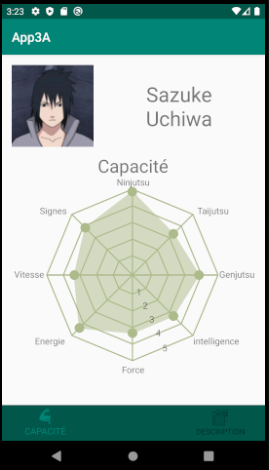 3:23
App3A
Sazuke
Uchiwa
Capacité
Ninjutsu
Signes
Taijutsu
Vitesse
Genjutsu
1
2
3
Energie
4
intelligence
5
Force
CAPACITÉ
DESCRIPTION